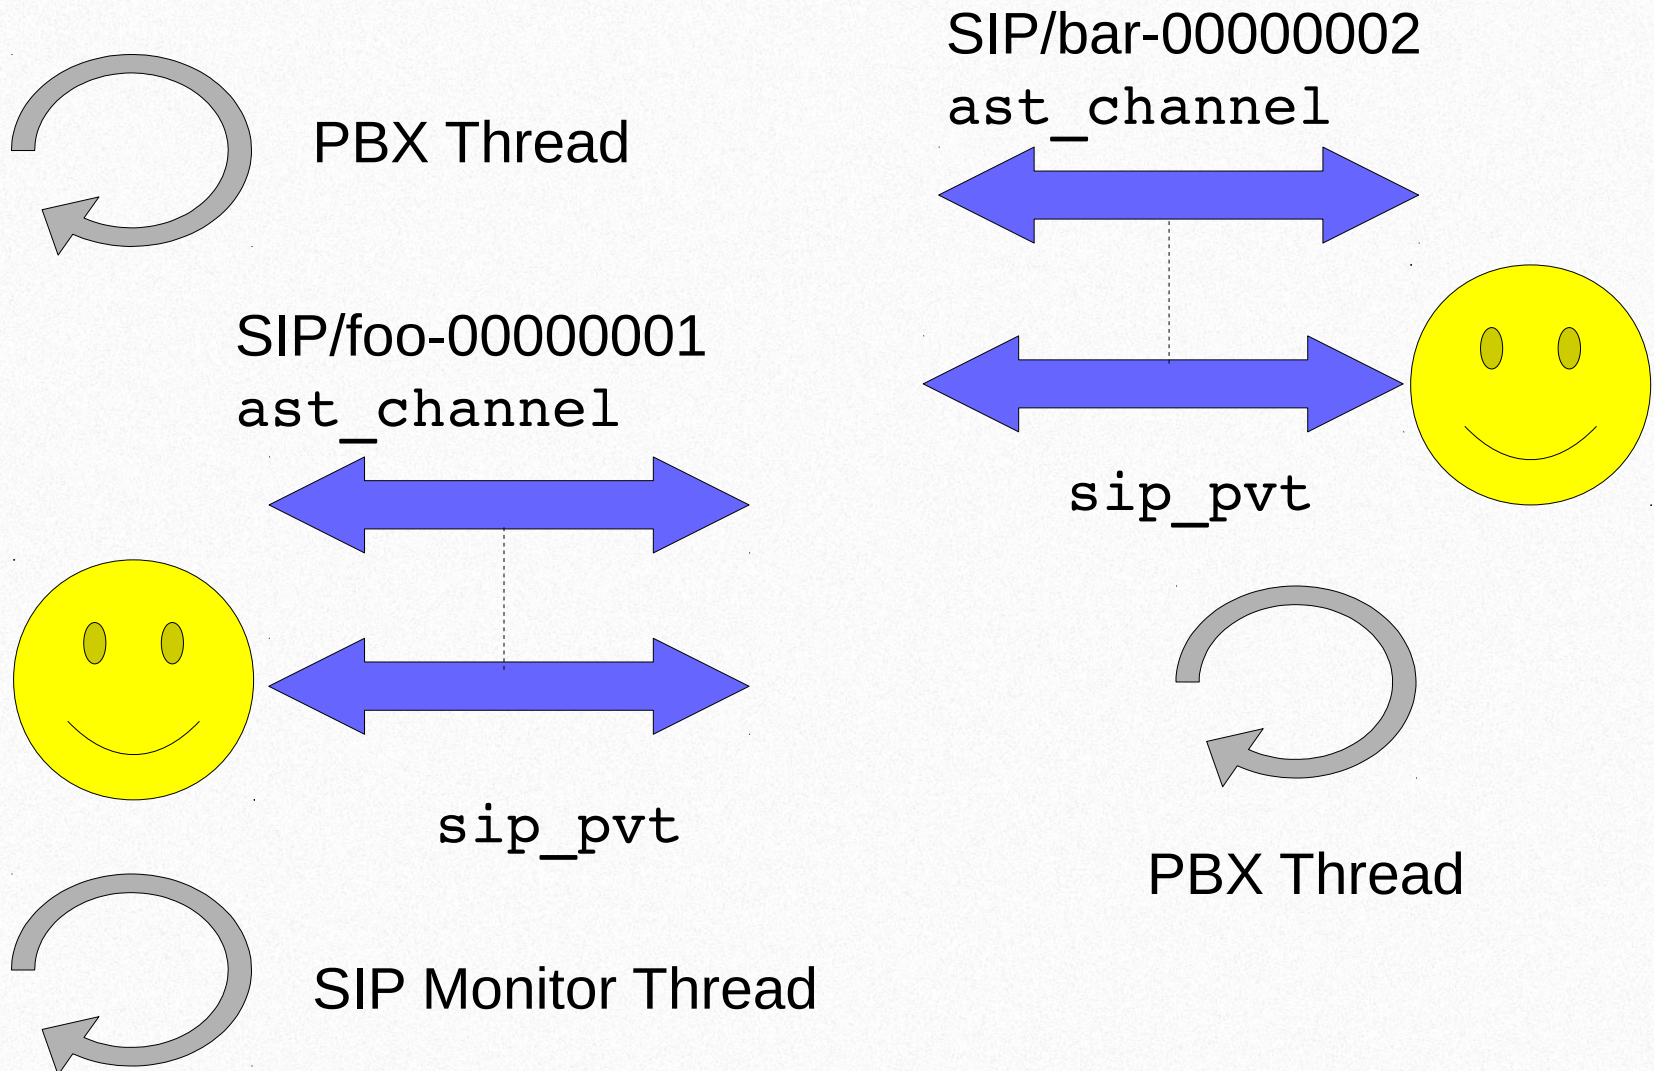 SIP/bar-00000002
ast_channel
PBX Thread
SIP/foo-00000001
ast_channel
sip_pvt
sip_pvt
PBX Thread
SIP Monitor Thread